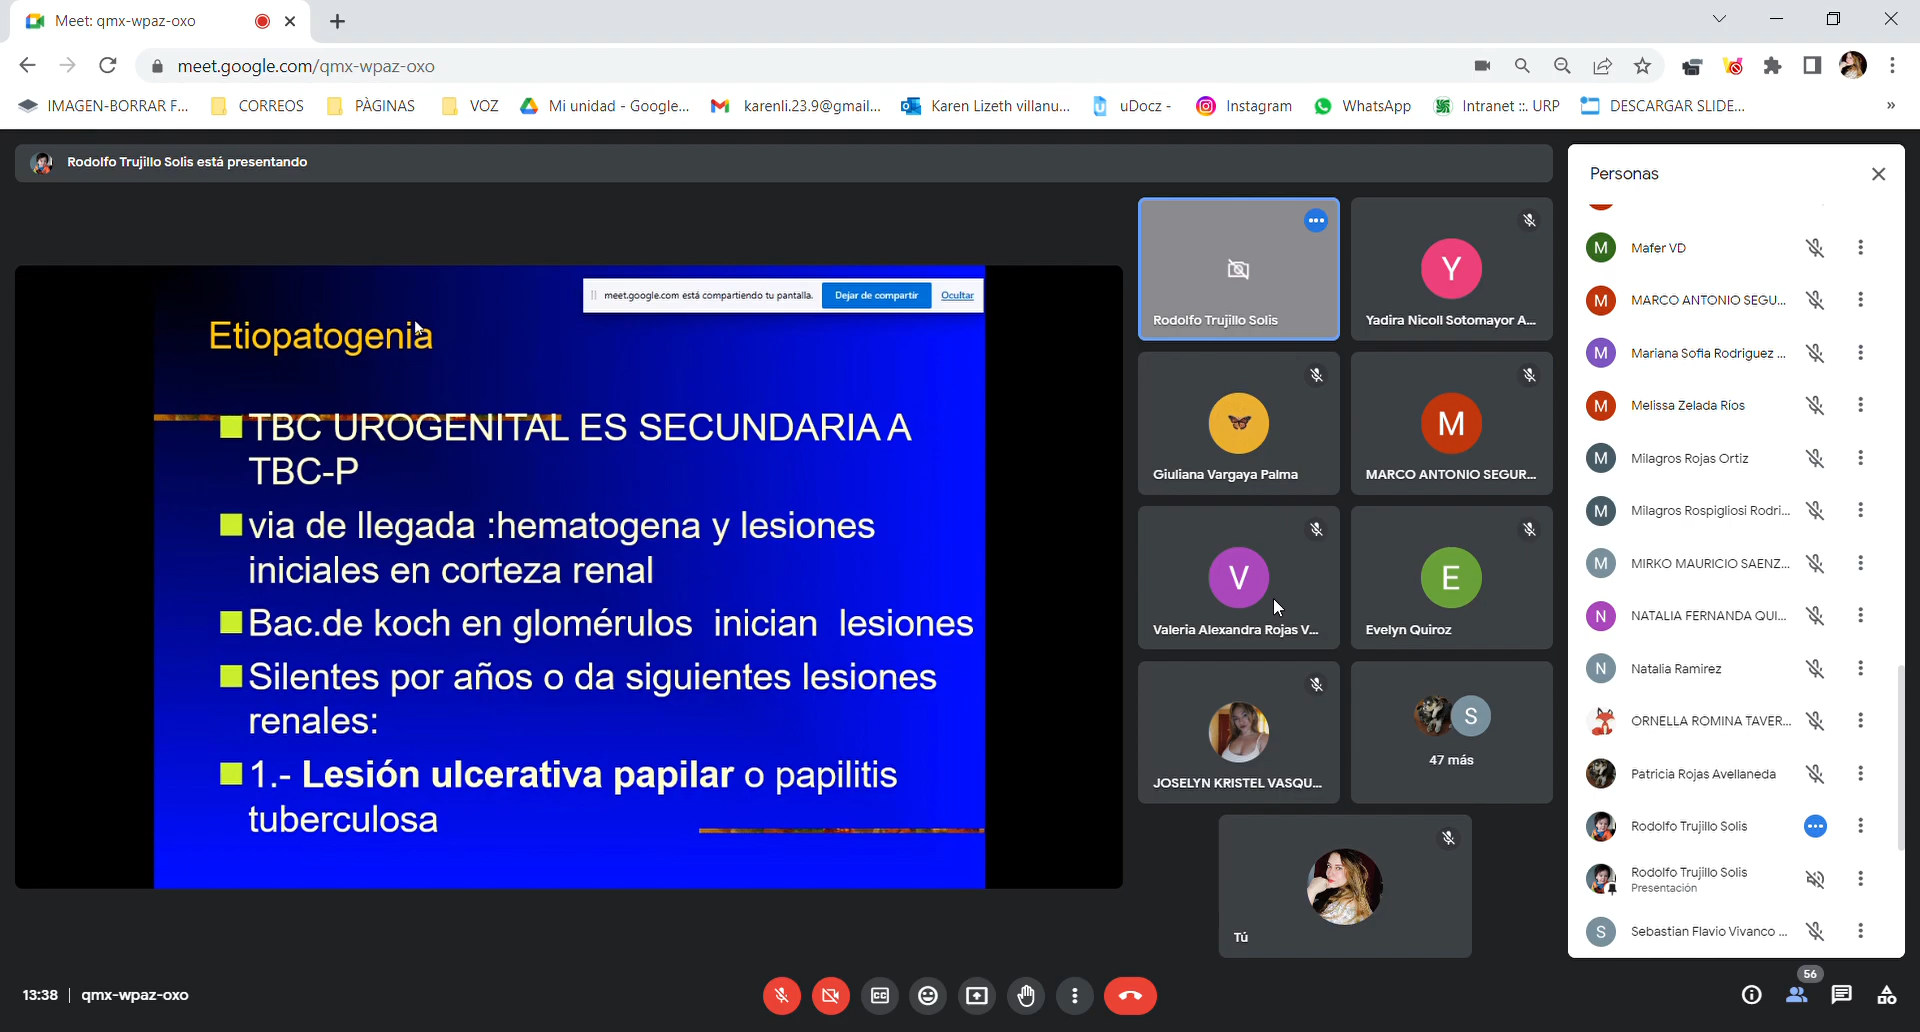 Meet: qmx-wpaz-oxo
meet.google.com/qmx-wpaz-oxo
IMAGEN-BORRAR F...
CORREOS
PÀGINAS
VOZ
Mi unidad - Google...
karenli.23.9@gmail...
Karen Lizeth villanu...
uDocz -
Instagram
WhatsApp
Intranet ::. URP
DESCARGAR SLIDE...
»
Rodolfo Trujillo Solis está presentando
meet.google.com está compartiendo tu pantalla.
Dejar de compartir
Ocultar
Etiopatogenia
TBC UROGENITAL ES SECUNDARIA A
TBC-P
via de llegada :hematogena y lesiones
iniciales en corteza renal
Bac.de koch en glomérulos inician lesiones
Silentes por años o da siguientes lesiones
renales:
1.- Lesión ulcerativa papilar o papilitis
tuberculosa
Rodolfo Trujillo Solis
Y
Yadira Nicoll Sotomayor A...
Giuliana Vargaya Palma
M
MARCO ANTONIO SEGUR...
V
Valeria Alexandra Rojas V...
E
Evelyn Quiroz
JOSELYN KRISTEL VASQU...
S
47 más
Tú
Personas
M
Mafer VD
M
MARCO ANTONIO SEGU...
M
Mariana Sofia Rodriguez ...
M
Melissa Zelada Rios
M
Milagros Rojas Ortiz
M
Milagros Rospigliosi Rodri...
M
MIRKO MAURICIO SAENZ...
N
NATALIA FERNANDA QUI...
N
Natalia Ramirez
ORNELLA ROMINA TAVER...
Patricia Rojas Avellaneda
Rodolfo Trujillo Solis
Rodolfo Trujillo Solis
Presentación
S
Sebastian Flavio Vivanco ...
13:38 | qmx-wpaz-oxo
CC
56